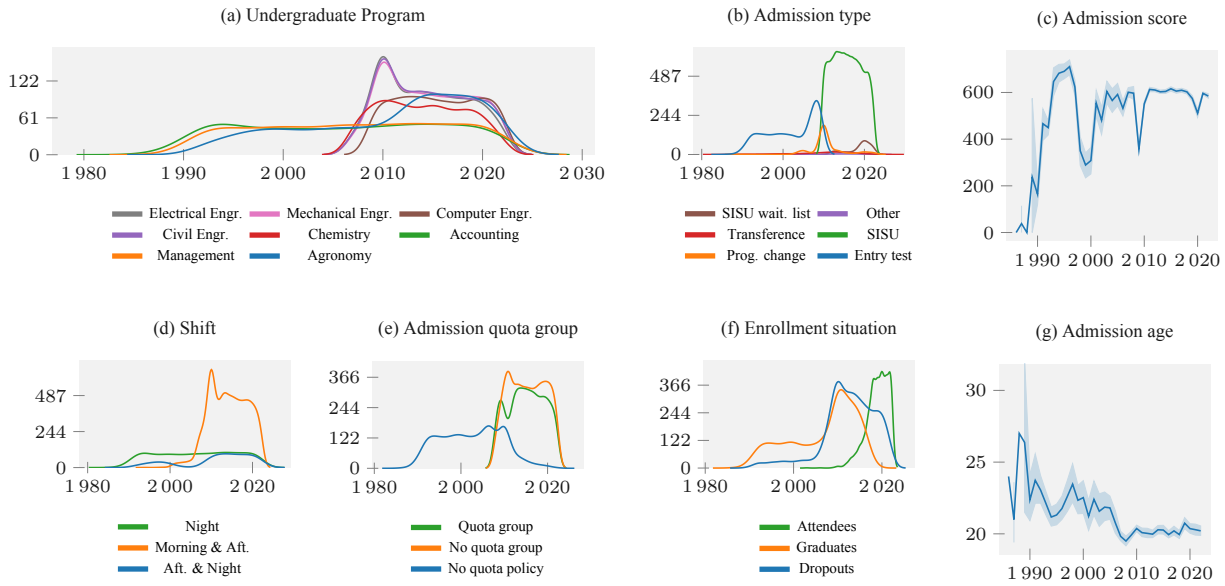 (a) Undergraduate Program
122
61
0
1 980
1 990
2 000
2 010
2 020
2 030
Electrical Engr.
Mechanical Engr.
Computer Engr.
Civil Engr.
Chemistry
Accounting
Management
Agronomy
(b) Admission type
487
244
0
1 980
2 000
2 020
SISU wait. list
Other
Transference
SISU
Prog. change
Entry test
(c) Admission score
600
400
200
0
1 990
2 000
2 010
2 020
(d) Shift
487
244
0
1 980
2 000
2 020
Night
Morning & Aft.
Aft. & Night
(e) Admission quota group
366
244
122
0
1 980
2 000
2 020
Quota group
No quota group
No quota policy
(f) Enrollment situation
366
244
122
0
1 980
2 000
2 020
Attendees
Graduates
Dropouts
(g) Admission age
30
25
20
1 990
2 000
2 010
2 020